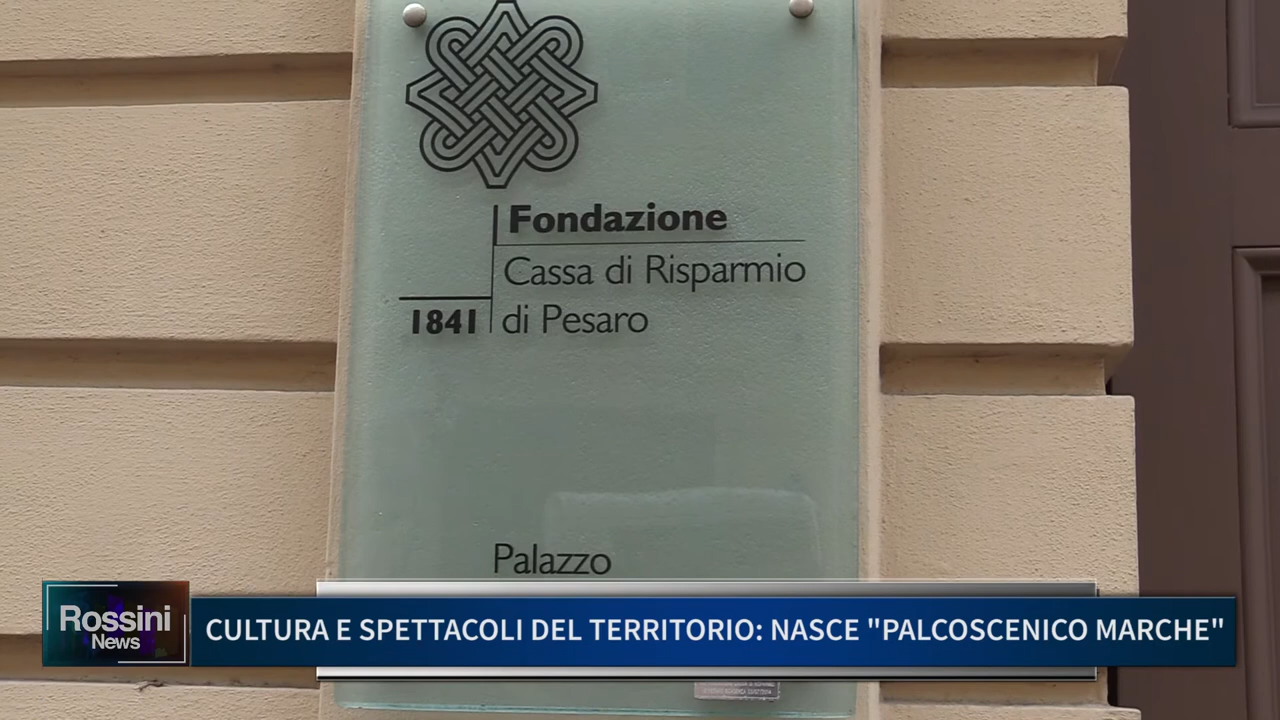 Fondazione
Cassa di Risparmio
1841 di Pesaro
Palazzo
Rossini
News
CULTURA E SPETTACOLI DEL TERRITORIO: NASCE "PALCOSCENICO MARCHE"